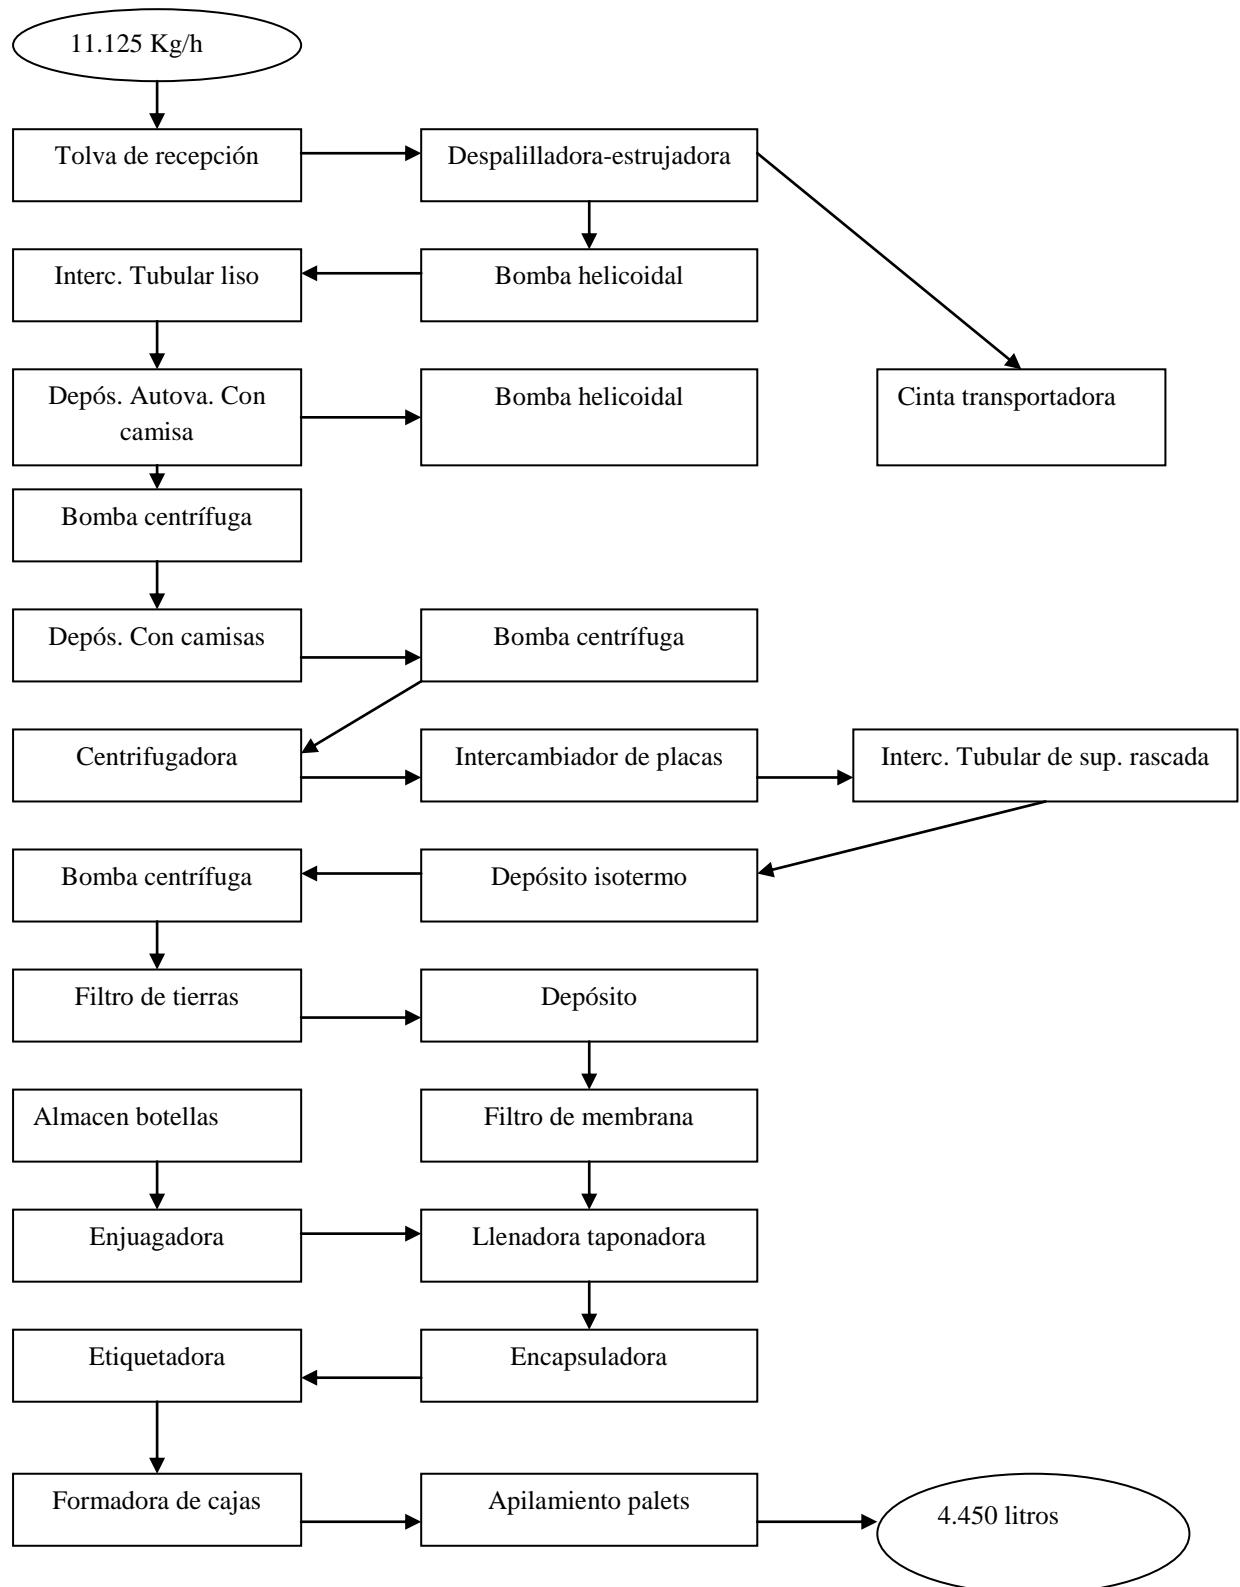 11.125 Kg/h
Tolva de recepción
Despalilladora-estrujadora
Interc. Tubular liso
Bomba helicoidal
Depós. Autova. Con
camisa
Bomba helicoidal
Cinta transportadora
Bomba centrífuga
Depós. Con camisas
Bomba centrífuga
Centrifugadora
Intercambiador de placas
Interc. Tubular de sup. rascada
Bomba centrífuga
Depósito isotermo
Filtro de tierras
Depósito
Almacen botellas
Filtro de membrana
Enjuagadora
Llenadora taponadora
Etiquetadora
Encapsuladora
Formadora de cajas
Apilamiento palets
4.450 litros